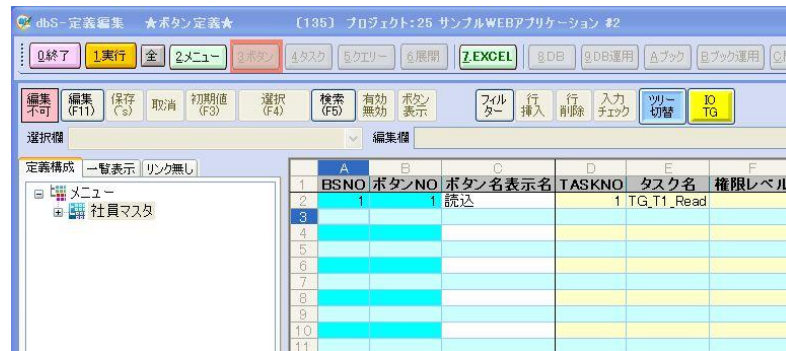 dbS-定義編集 ★ボタン定義★ (135) プロジェクト:25 サンプルWEBアプリケーション #2
0終了 1実行 全 2メニュー 3ボタン 4タスク 5クエリー 6展開 7.EXCEL 8.DB 9.DB運用 Aブック Bブック運用
編集不可 編集(F11) 保存(^s) 取消 初期値(F3) 選択(F4) 検索(F5) 有効無効 ボタン表示 フィルター 行挿入 行削除 入力チェック ツリー切替 IO TG
選択欄 編集欄
定義構成 一覧表示 リンク無し A B C D E F
1 BSNO ボタンNO ボタン名表示名 TASKNO タスク名 権限レベル
メニュー 2 1 1 読込 1 TG_T1_Read
社員マスタ 3
4
5
6
7
8
9
10
11